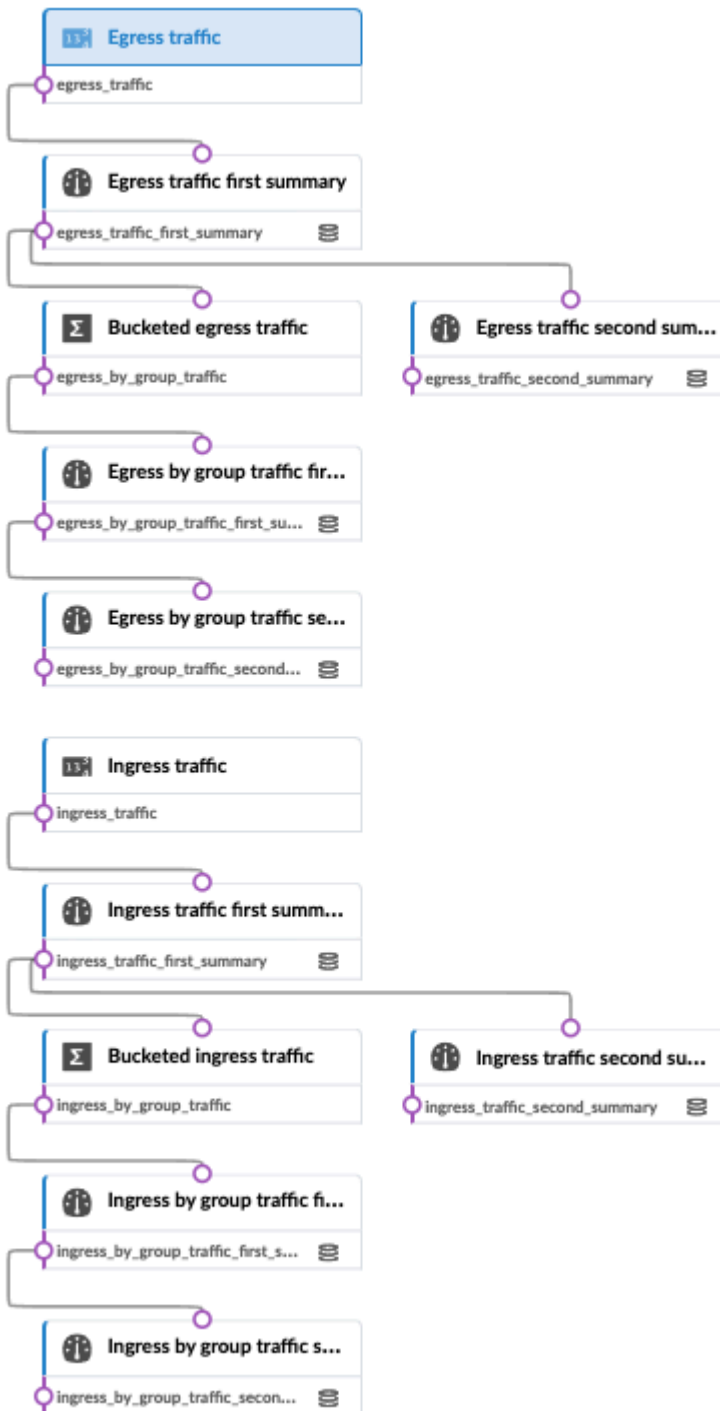 Egress traffic
egress_traffic
Egress traffic first summary
egress_traffic_first_summary
Bucketed egress traffic
egress_by_group_traffic
Egress traffic second sum...
egress_traffic_second_summary
Egress by group traffic fir...
egress_by_group_traffic_first_su...
Egress by group traffic se...
egress_by_group_traffic_second...
Ingress traffic
ingress_traffic
Ingress traffic first summ...
ingress_traffic_first_summary
Bucketed ingress traffic
ingress_by_group_traffic
Ingress traffic second su...
ingress_traffic_second_summary
Ingress by group traffic fi...
ingress_by_group_traffic_first_s...
Ingress by group traffic s...
ingress_by_group_traffic_secon...